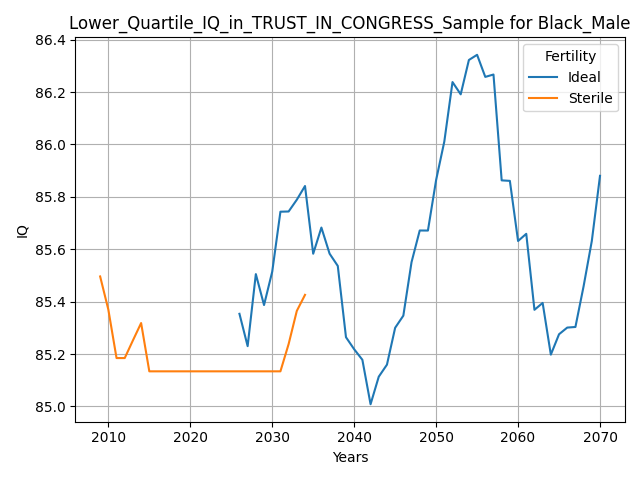 Lower_Quartile_IQ_in_TRUST_IN_CONGRESS_Sample for Black_Male
Fertility
Ideal
Sterile
IQ
86.4
86.2
86.0
85.8
85.6
85.4
85.2
85.0
2010 2020 2030 2040 2050 2060 2070
Years